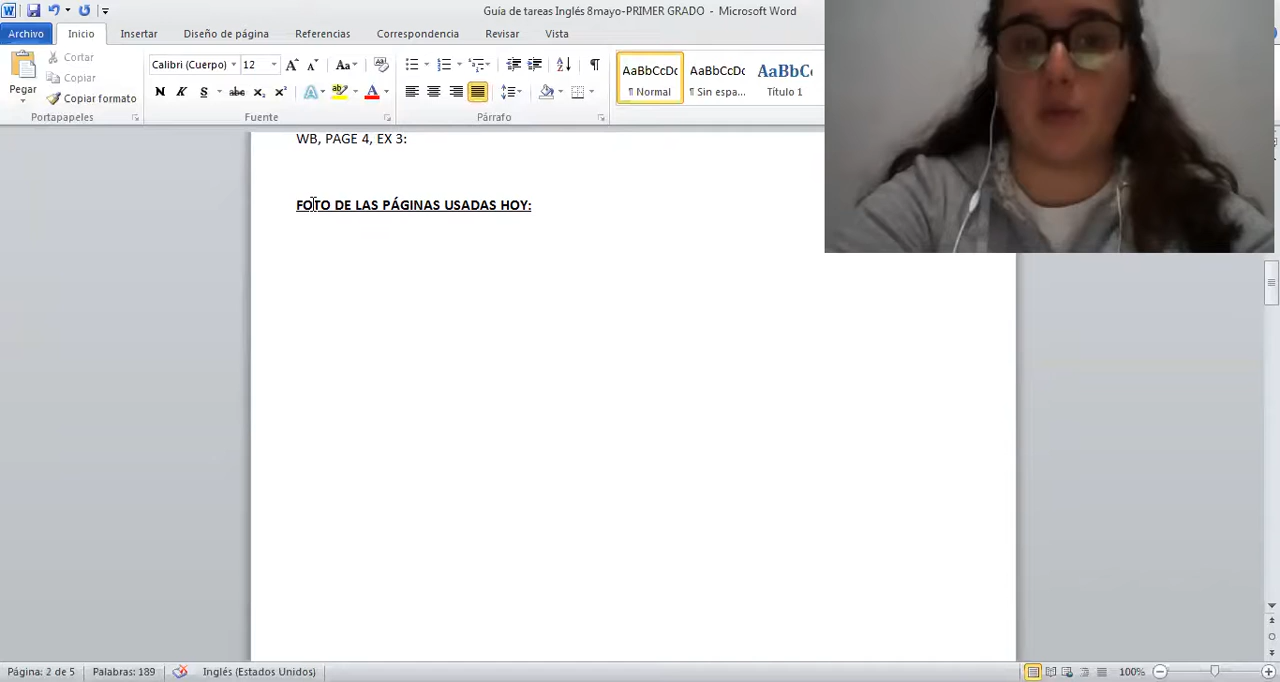 Guia de tareas Inglés 8mayo-PRIMER GRADO - Microsoft Word
Archivo Inicio Insertar Diseño de página Referencias Correspondencia Revisar Vista
Pegar
Cortar
Copiar
Copiar formato
Portapapeles
Calibri (Cuerpo) 12
N K S abc x₂ x²
Fuente
Párrafo
AaBbCcDc
¶ Normal
AaBbCcDc
¶ Sin espa...
AaBbC
Título 1
WB, PAGE 4, EX 3:
FOTO DE LAS PÁGINAS USADAS HOY:
Página: 2 de 5 Palabras: 189 Inglés (Estados Unidos) 100%